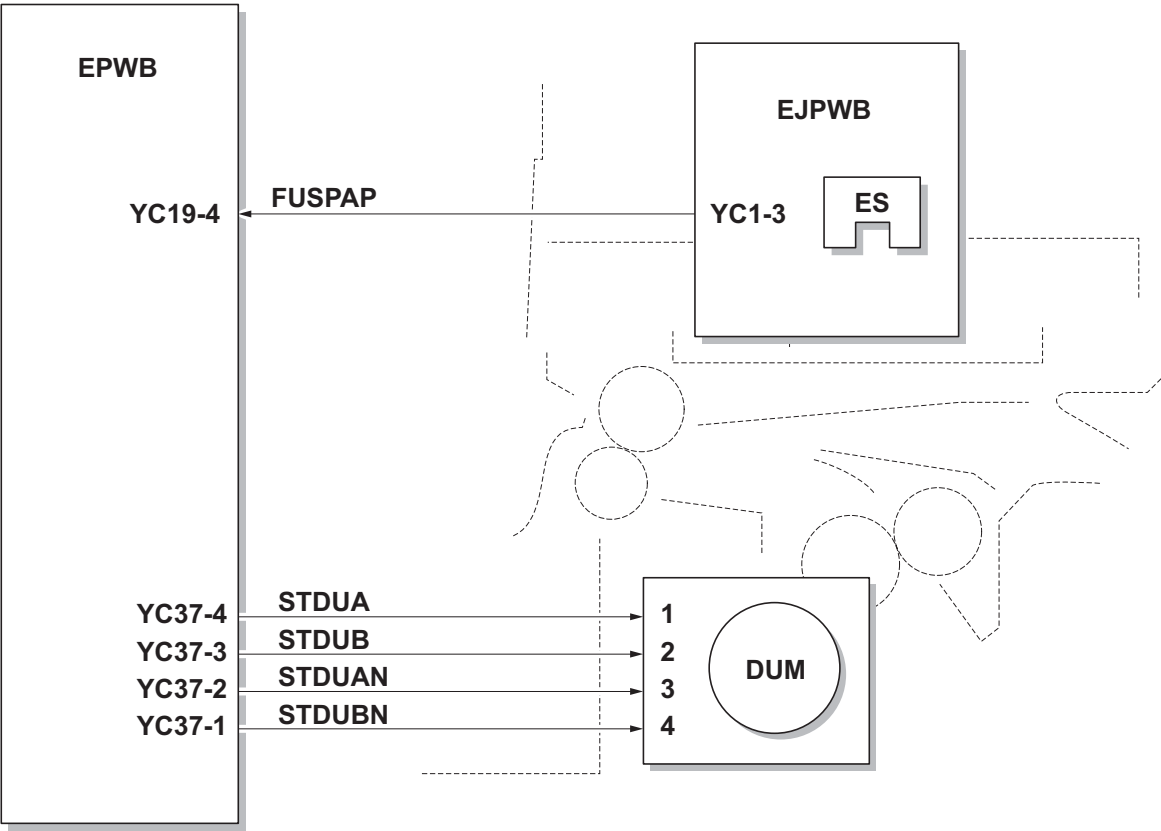 EPWB
EJPWB
YC19-4
FUSPAP
YC1-3
ES
YC37-4
STDUA
1
YC37-3
STDUB
2
YC37-2
STDUAN
3
YC37-1
STDUBN
4
DUM